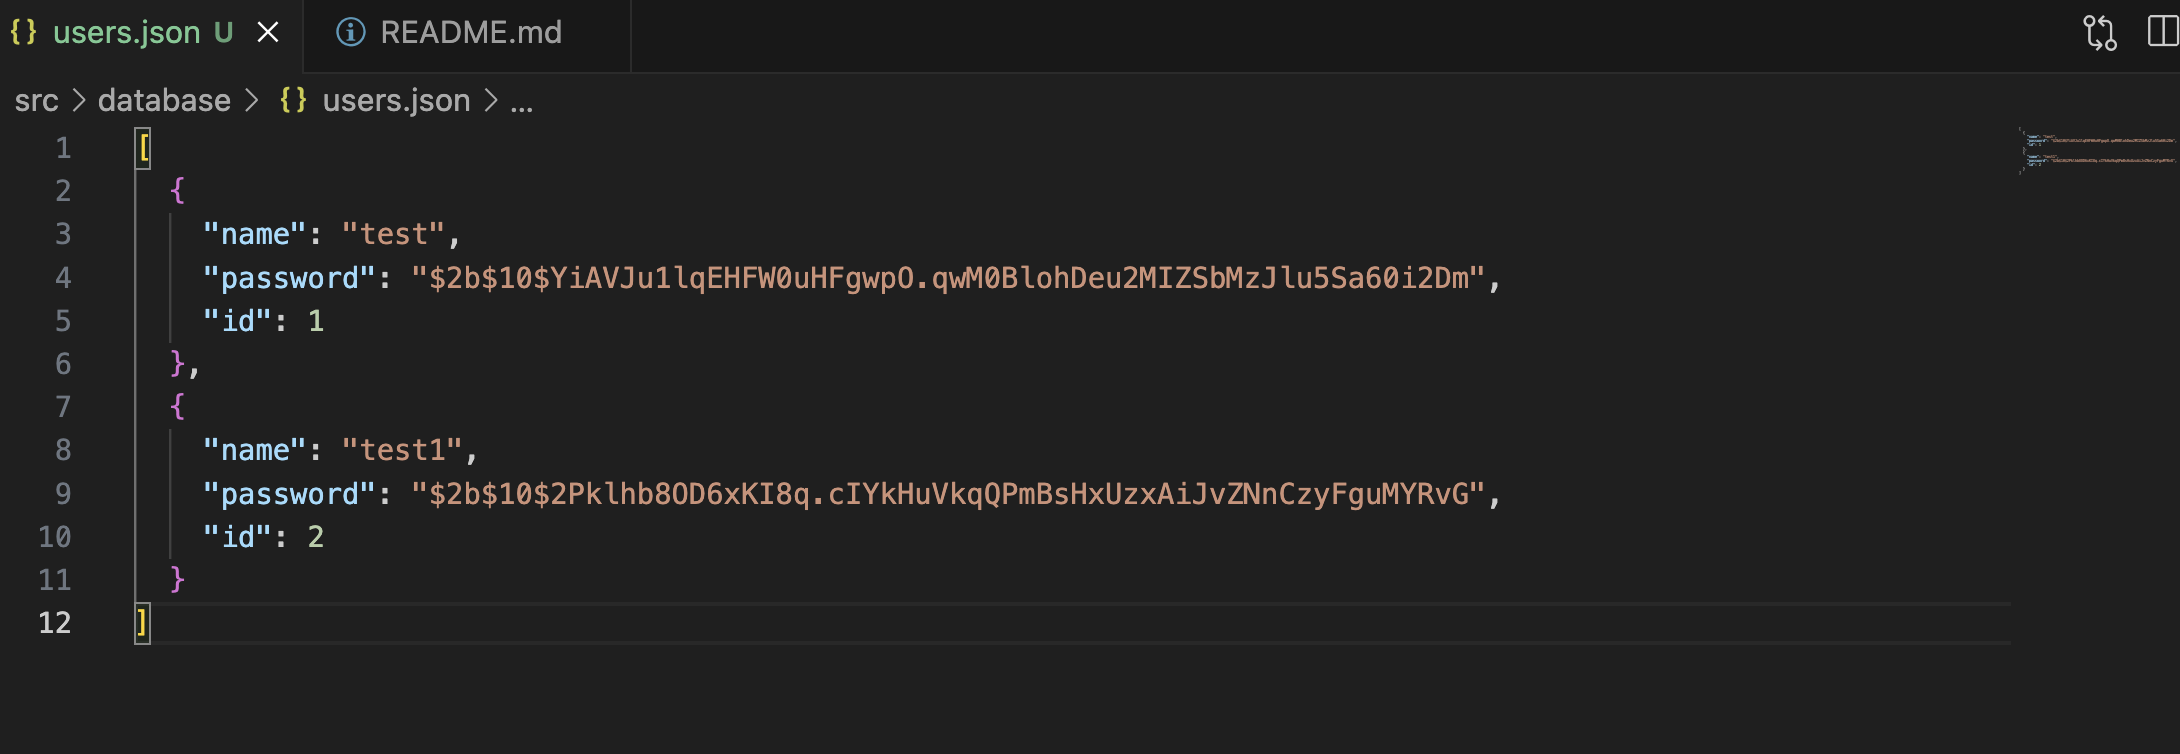 {} users.json U × README.md
src > database > {} users.json > ...
1 [
2 {
3 "name": "test",
4 "password": "$2b$10$YiAVJu1lqEHFW0uHFgwpO.qwM0BlohDeu2MIZSbMzJlu5Sa60i2Dm",
5 "id": 1
6 },
7 {
8 "name": "test1",
9 "password": "$2b$10$2Pklhb8OD6xKI8q.cIYkHuVkqQPmBsHxUzxAiJvZNnCzyFguMYRvG",
10 "id": 2
11 }
12 ]